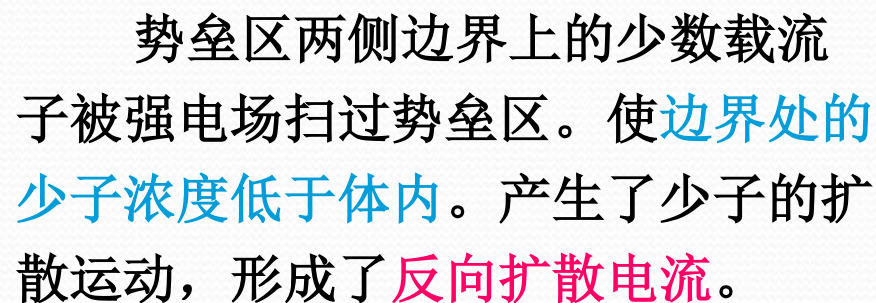 势垒区两侧边界上的少数载流
子被强电场扫过势垒区。使边界处的
少子浓度低于体内。产生了少子的扩
散运动，形成了反向扩散电流。